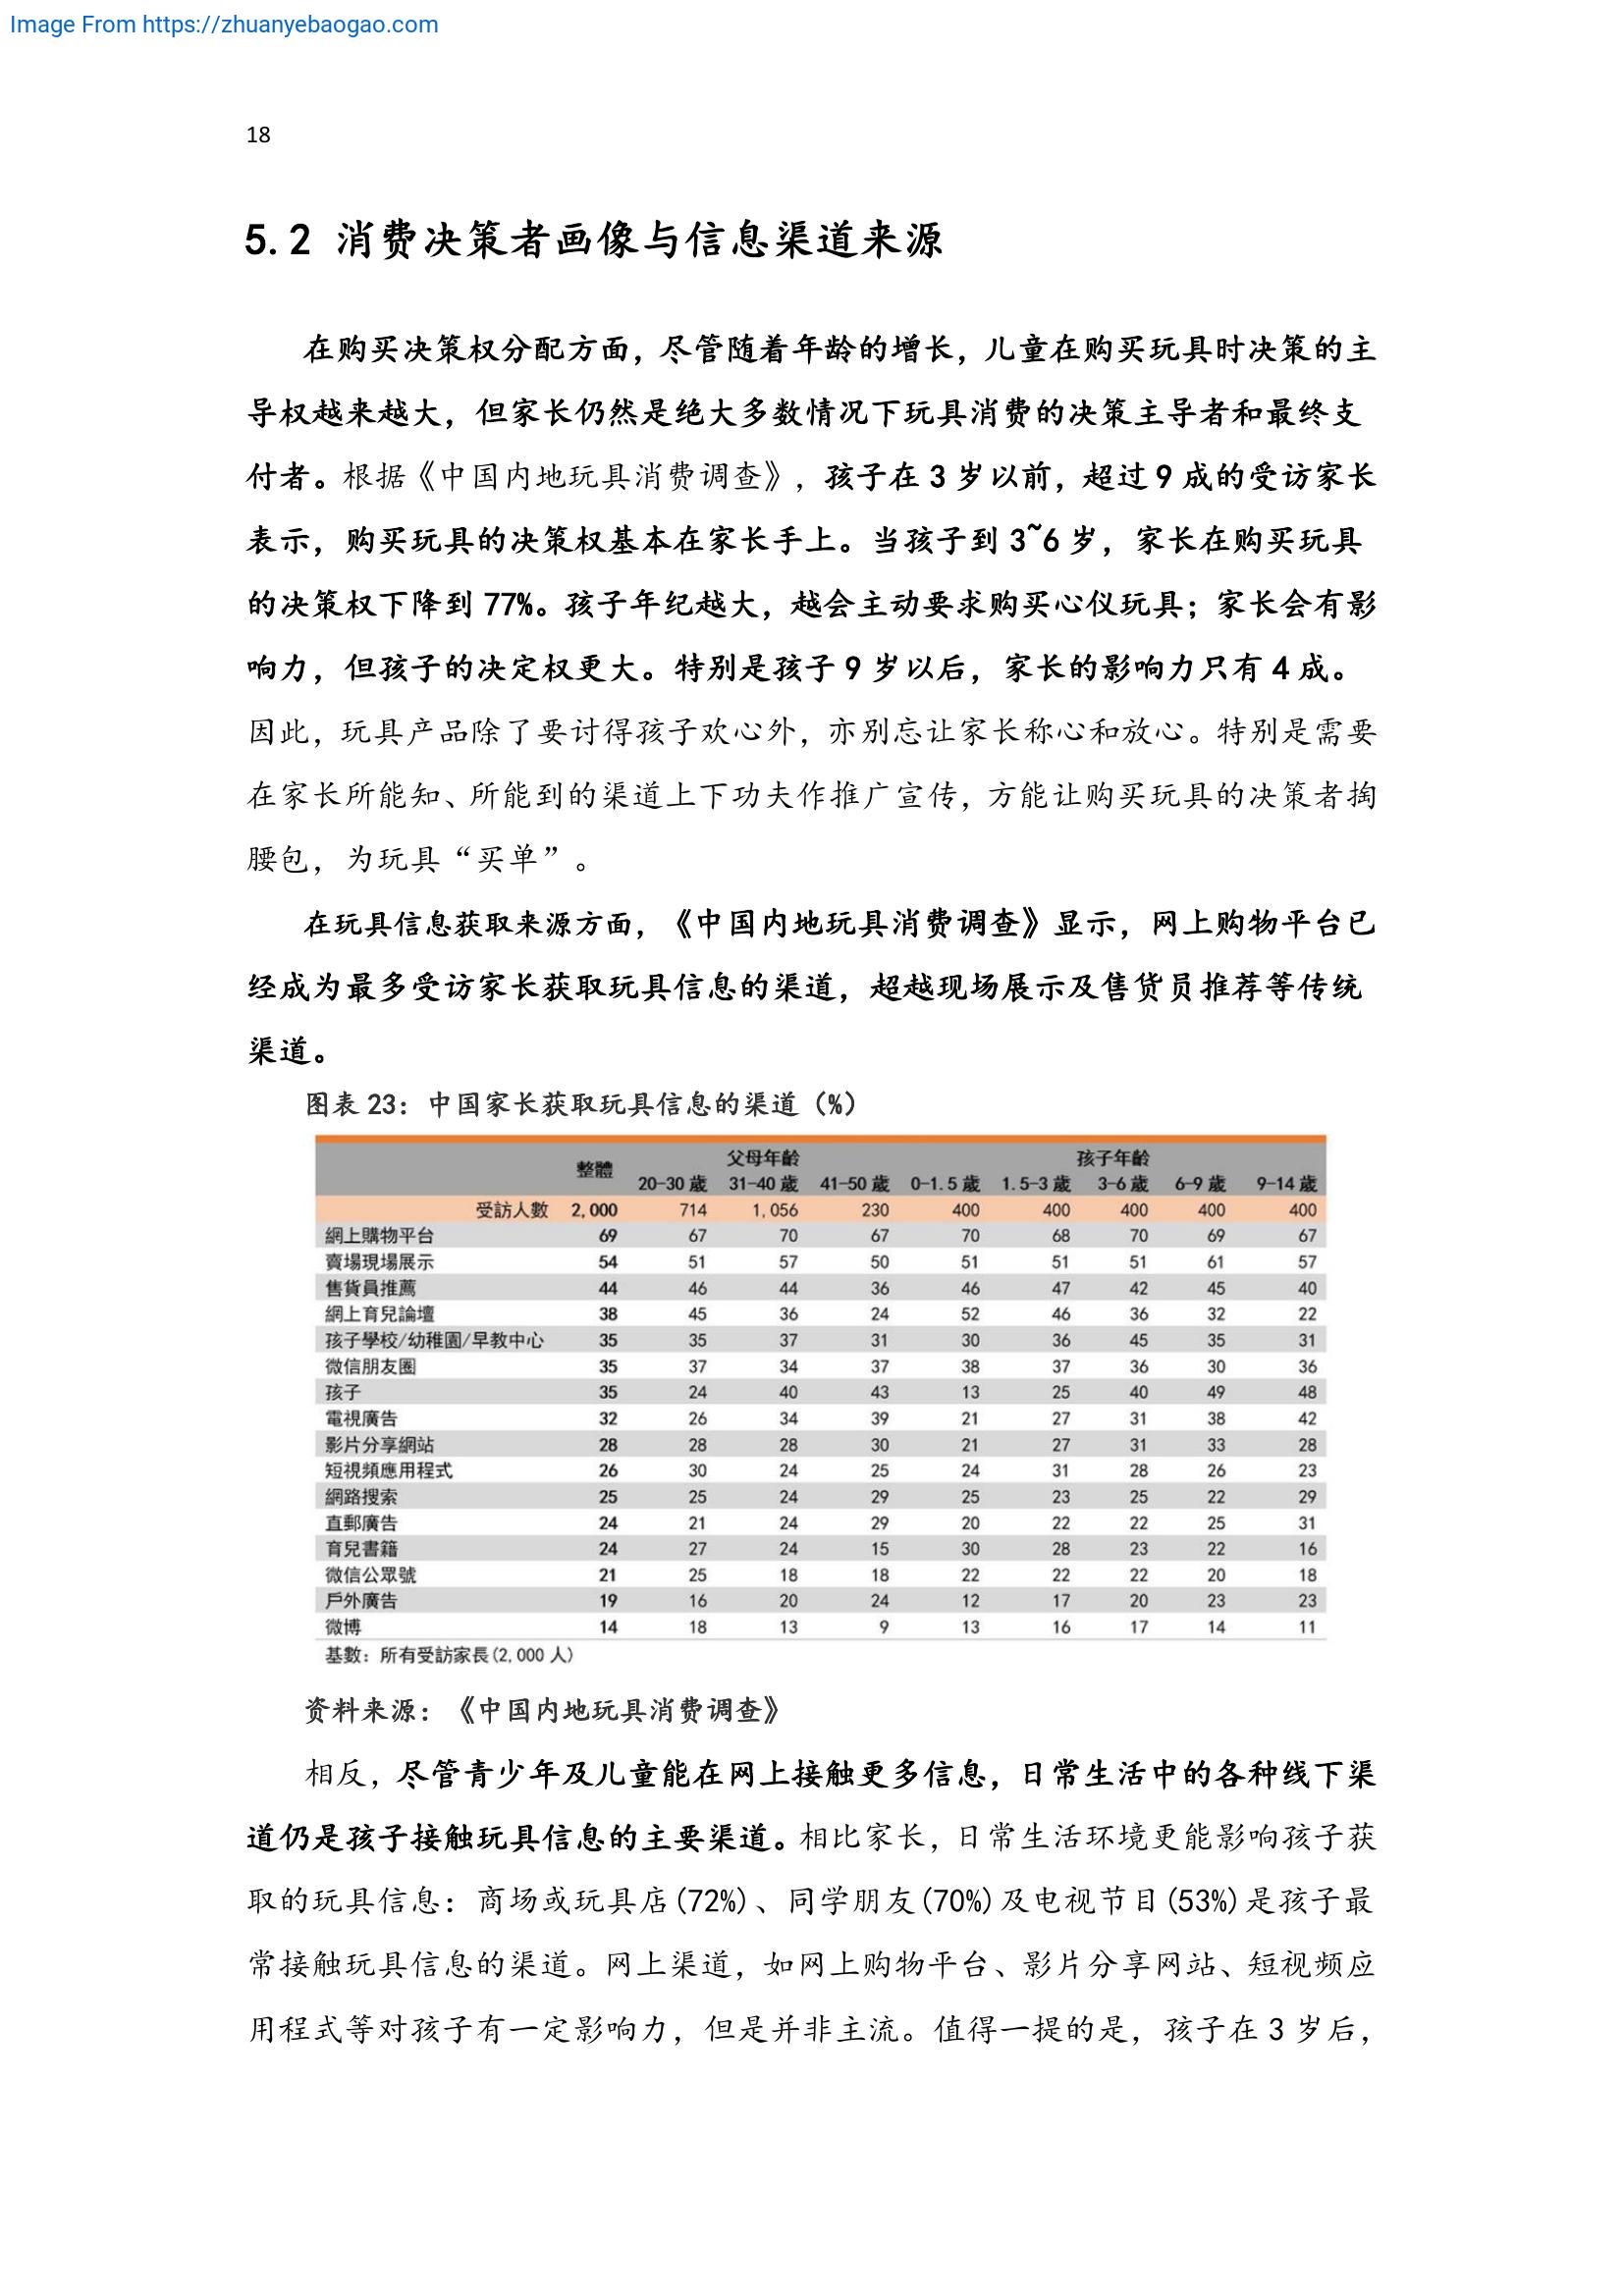 Image From https://zhuanyebaogao.com
18
5.2 消费决策者画像与信息渠道来源
在购买决策权分配方面，尽管随着年龄的增长，儿童在购买玩具时决策的主
导权越来越大，但家长仍然是绝大多数情况下玩具消费的决策主导者和最终支
付者。根据《中国内地玩具消费调查》，孩子在 3 岁以前，超过 9 成的受访家长
表示，购买玩具的决策权基本在家长手上。当孩子到 3~6 岁，家长在购买玩具
的决策权下降到 77%。孩子年纪越大，越会主动要求购买心仪玩具；家长会有影
响力，但孩子的决定权更大。特别是孩子 9 岁以后，家长的影响力只有 4 成。
因此，玩具产品除了要讨得孩子欢心外，亦别忘让家长称心和放心。特别是需要
在家长所能知、所能到的渠道上下功夫作推广宣传，方能让购买玩具的决策者掏
腰包，为玩具“买单”。
在玩具信息获取来源方面，《中国内地玩具消费调查》显示，网上购物平台已
经成为最多受访家长获取玩具信息的渠道，超越现场展示及售货员推荐等传统
渠道。
图表 23：中国家长获取玩具信息的渠道（%）
整體 父母年齡 孩子年齡
20-30 歲 31-40 歲 41-50 歲 0-1.5 歲 1.5-3 歲 3-6 歲 6-9 歲 9-14 歲
受訪人數 2,000 714 1,056 230 400 400 400 400 400
網上購物平台 69 67 70 67 70 68 70 69 67
賣場現場展示 54 51 57 50 51 51 51 61 57
售貨員推薦 44 46 44 36 46 47 42 45 40
網上育兒論壇 38 45 36 24 52 46 36 32 22
孩子學校/幼稚園/早教中心 35 35 37 31 30 36 45 35 31
微信朋友圈 35 37 34 37 38 37 36 30 36
孩子 35 24 40 43 13 25 40 49 48
電視廣告 32 26 34 39 21 27 31 38 42
影片分享網站 28 28 28 30 21 27 31 33 28
短視頻應用程式 26 30 24 25 24 31 28 26 23
網路搜索 25 25 24 29 25 23 25 22 29
直郵廣告 24 21 24 29 20 22 22 25 31
育兒書籍 24 27 24 15 30 28 23 22 16
微信公眾號 21 25 18 18 22 22 22 20 18
戶外廣告 19 16 20 24 12 17 20 23 23
微博 14 18 13 9 13 16 17 14 11
基數：所有受訪家長(2,000 人)
资料来源：《中国内地玩具消费调查》
相反，尽管青少年及儿童能在网上接触更多信息，日常生活中的各种线下渠
道仍是孩子接触玩具信息的主要渠道。相比家长，日常生活环境更能影响孩子获
取的玩具信息：商场或玩具店(72%)、同学朋友(70%)及电视节目(53%)是孩子最
常接触玩具信息的渠道。网上渠道，如网上购物平台、影片分享网站、短视频应
用程式等对孩子有一定影响力，但是并非主流。值得一提的是，孩子在 3 岁后，